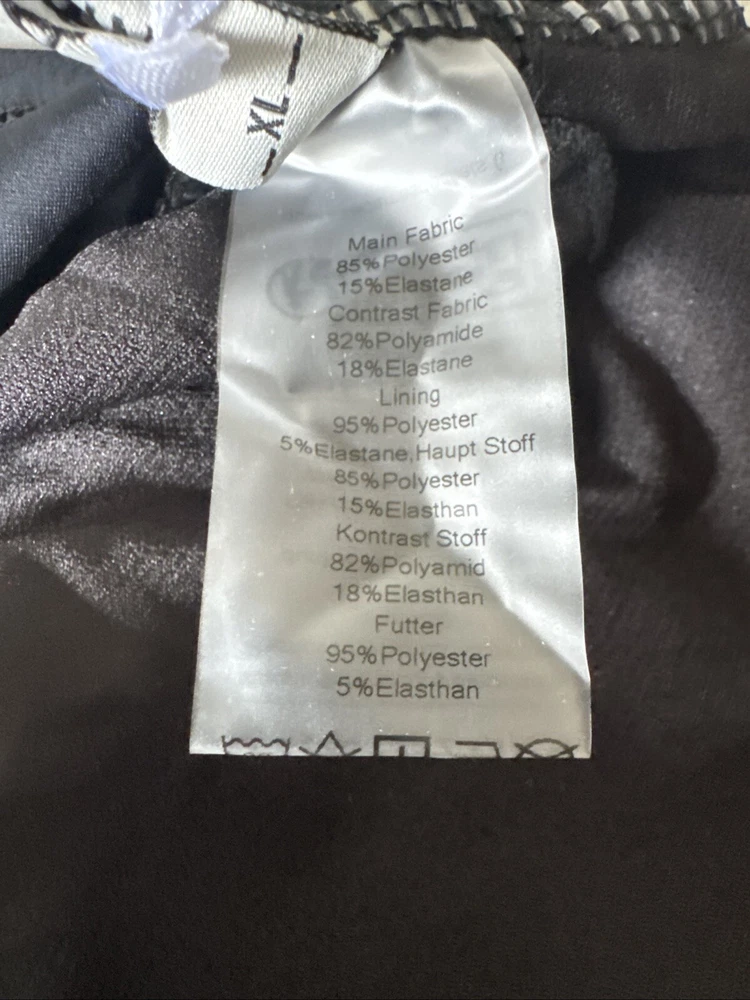 XL
Main Fabric
85%Polyester
15%Elastane
Contrast Fabric
82%Polyamide
18%Elastane
Lining
95%Polyester
5%Elastane,Haupt Stoff
85%Polyester
15%Elasthan
Kontrast Stoff
82%Polyamid
18%Elasthan
Futter
95%Polyester
5%Elasthan